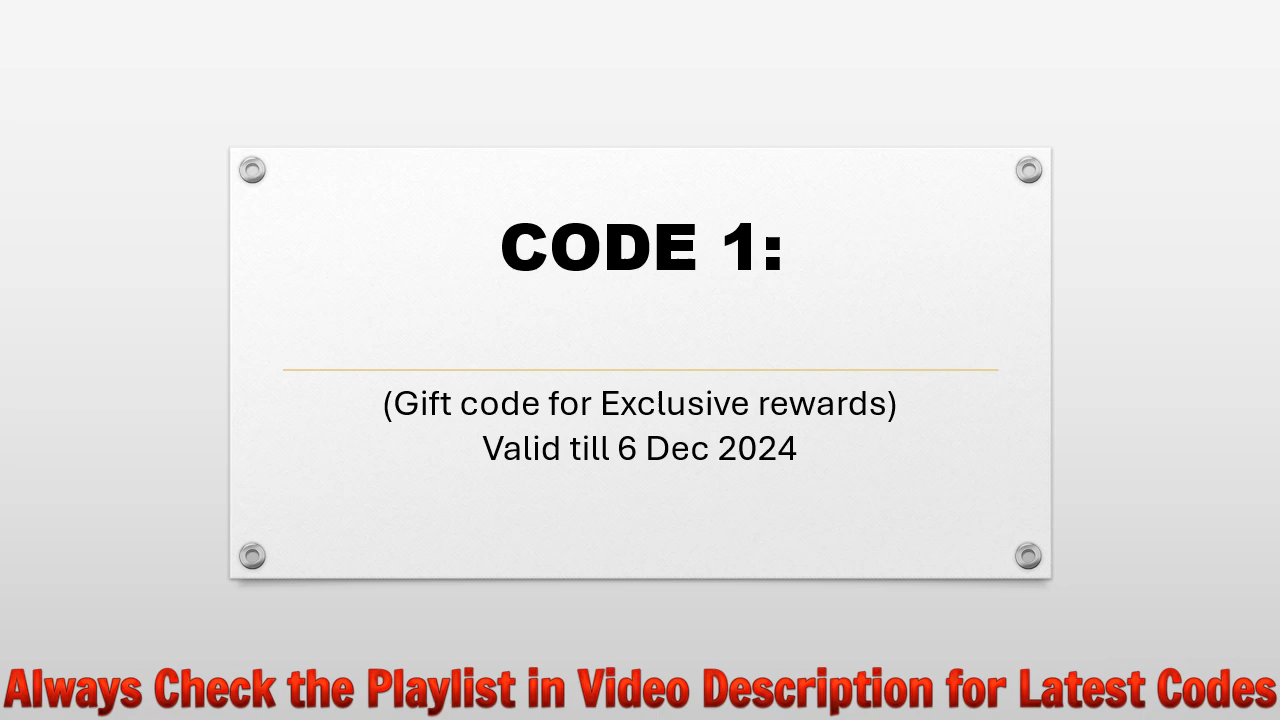 CODE 1:
(Gift code for Exclusive rewards)
Valid till 6 Dec 2024
Always Check the Playlist in Video Description for Latest Codes